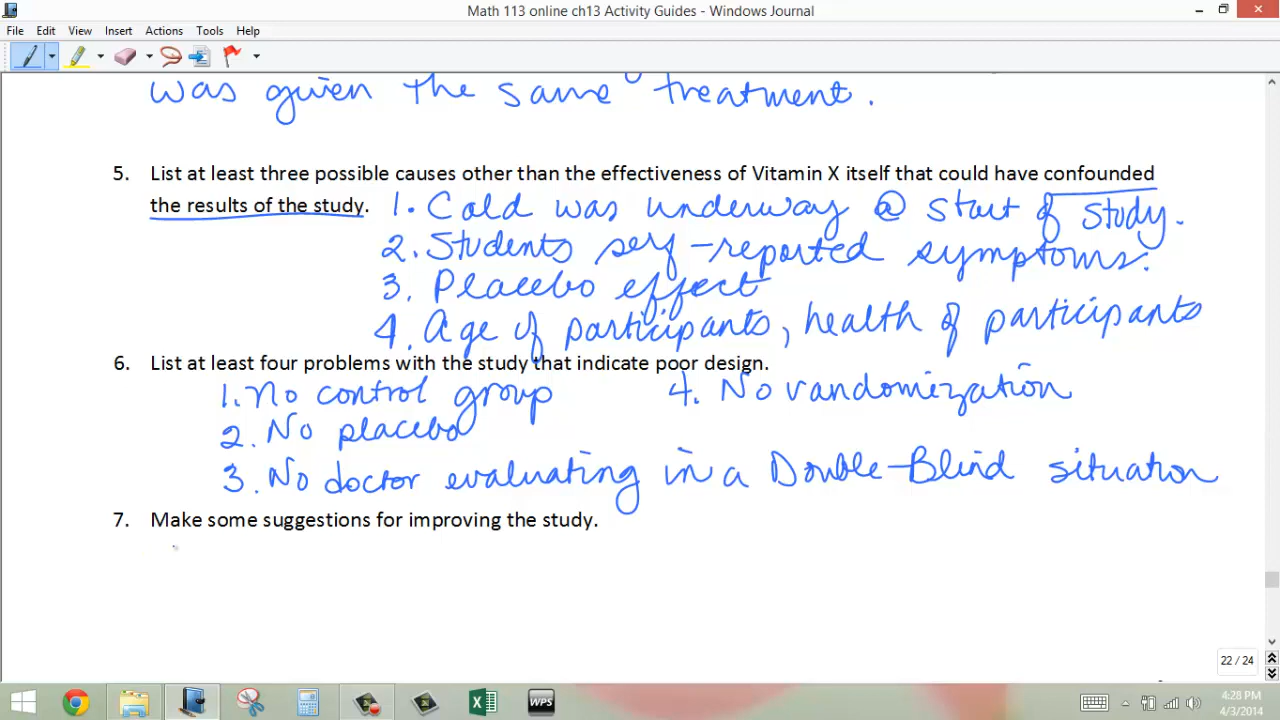 Math 113 online ch13 Activity Guides - Windows Journal
File Edit View Insert Actions Tools Help
was given the same treatment.
5. List at least three possible causes other than the effectiveness of Vitamin X itself that could have confounded
the results of the study. 1. Cold was underway @ start of study.
2. Students self-reported symptoms.
3. Placebo effect
4. Age of participants, health of participants
6. List at least four problems with the study that indicate poor design.
1. No control group 4. No randomization
2. No placebo
3. No doctor evaluating in a Double-Blind situation
7. Make some suggestions for improving the study.
22 / 24
WPS
4:28 PM
4/3/2014